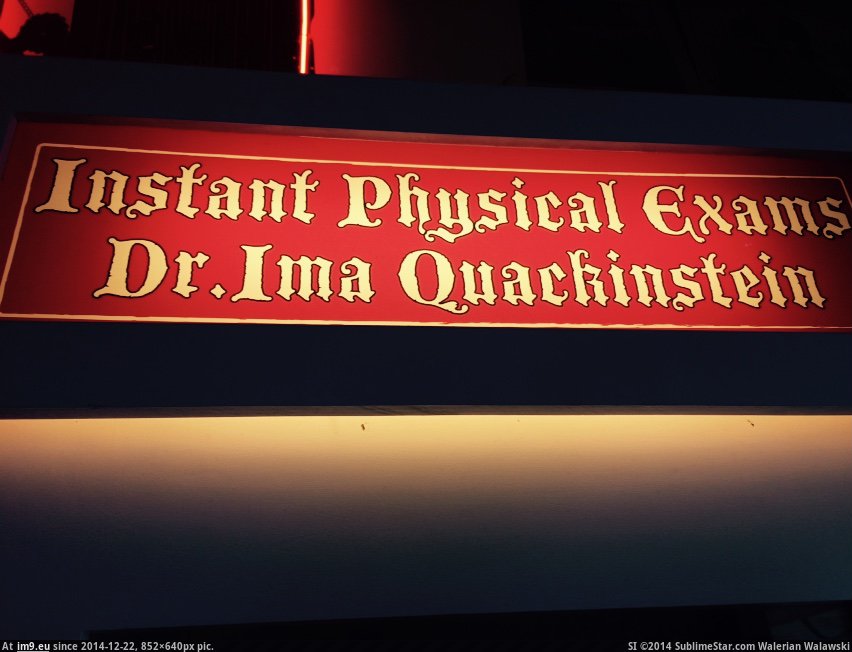 Instant Physical Exams
Dr. Ima Quackinstein
At im9.eu since 2014-12-22, 852×640px pic.
SI ©2014 SublimeStar.com Walerian Walawski